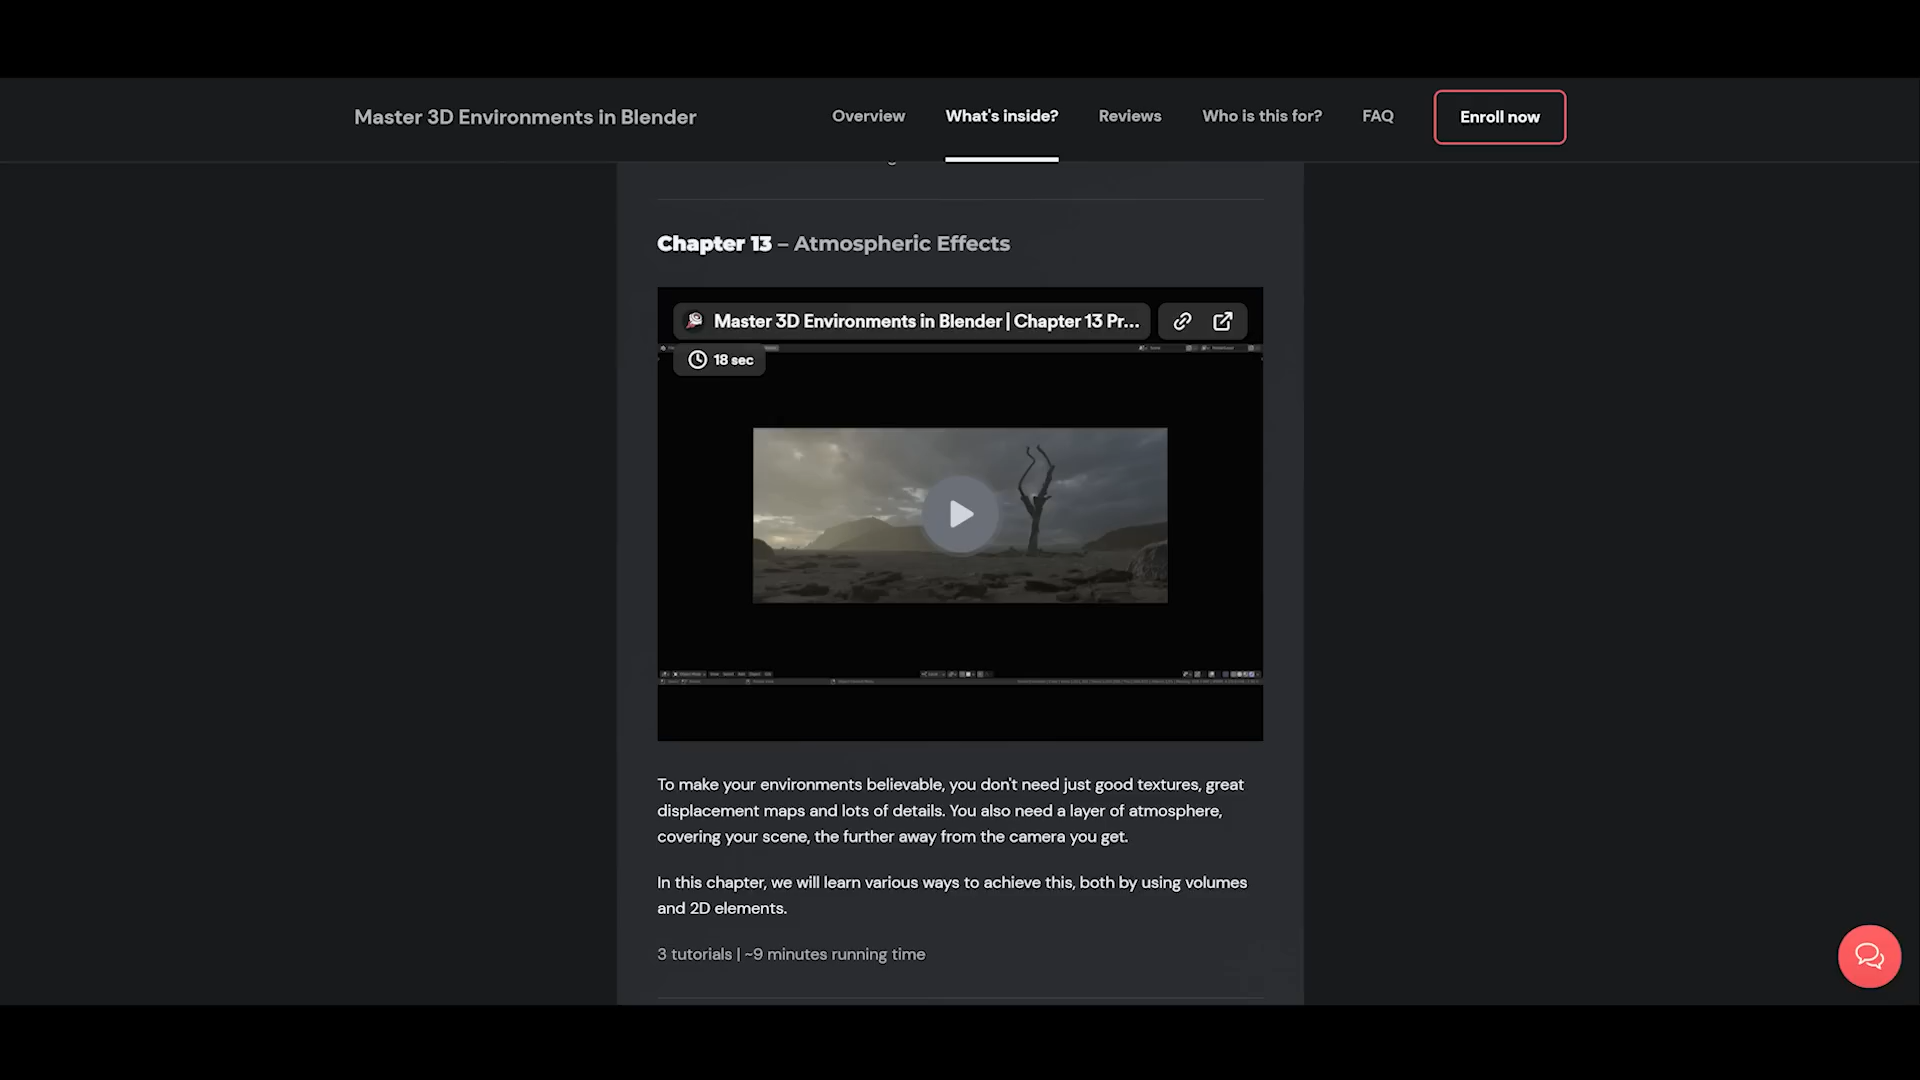 Master 3D Environments in Blender
Overview
What's inside?
Reviews
Who is this for?
FAQ
Enroll now
Chapter 13 – Atmospheric Effects
Master 3D Environments in Blender | Chapter 13 Pr...
18 sec
To make your environments believable, you don't need just good textures, great
displacement maps and lots of details. You also need a layer of atmosphere,
covering your scene, the further away from the camera you get.
In this chapter, we will learn various ways to achieve this, both by using volumes
and 2D elements.
3 tutorials | ~9 minutes running time